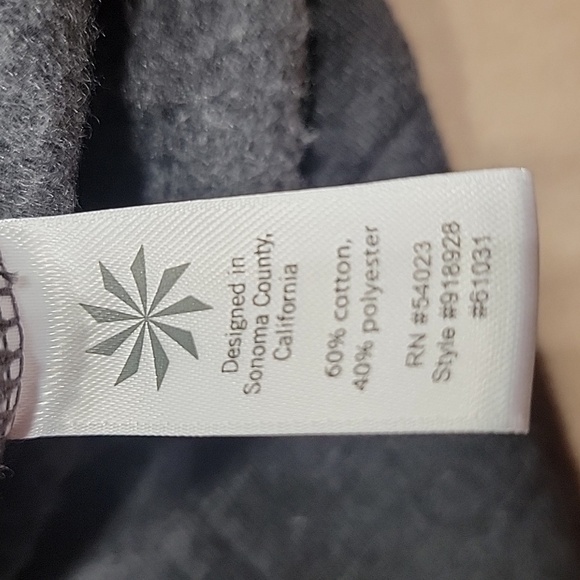 Designed in
Sonoma County,
California
60% cotton,
40% polyester
RN #54023
Style #918928
#61031